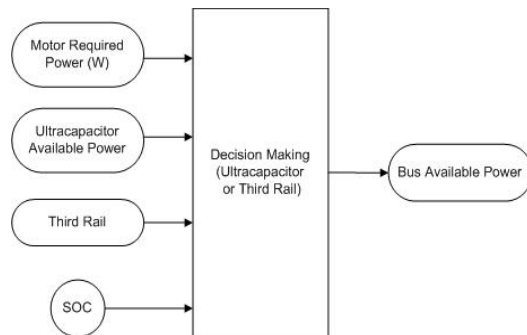 Motor Required
Power (W)
Ultracapacitor
Available Power
Third Rail
SOC
Decision Making
(Ultracapacitor
or Third Rail)
Bus Available Power